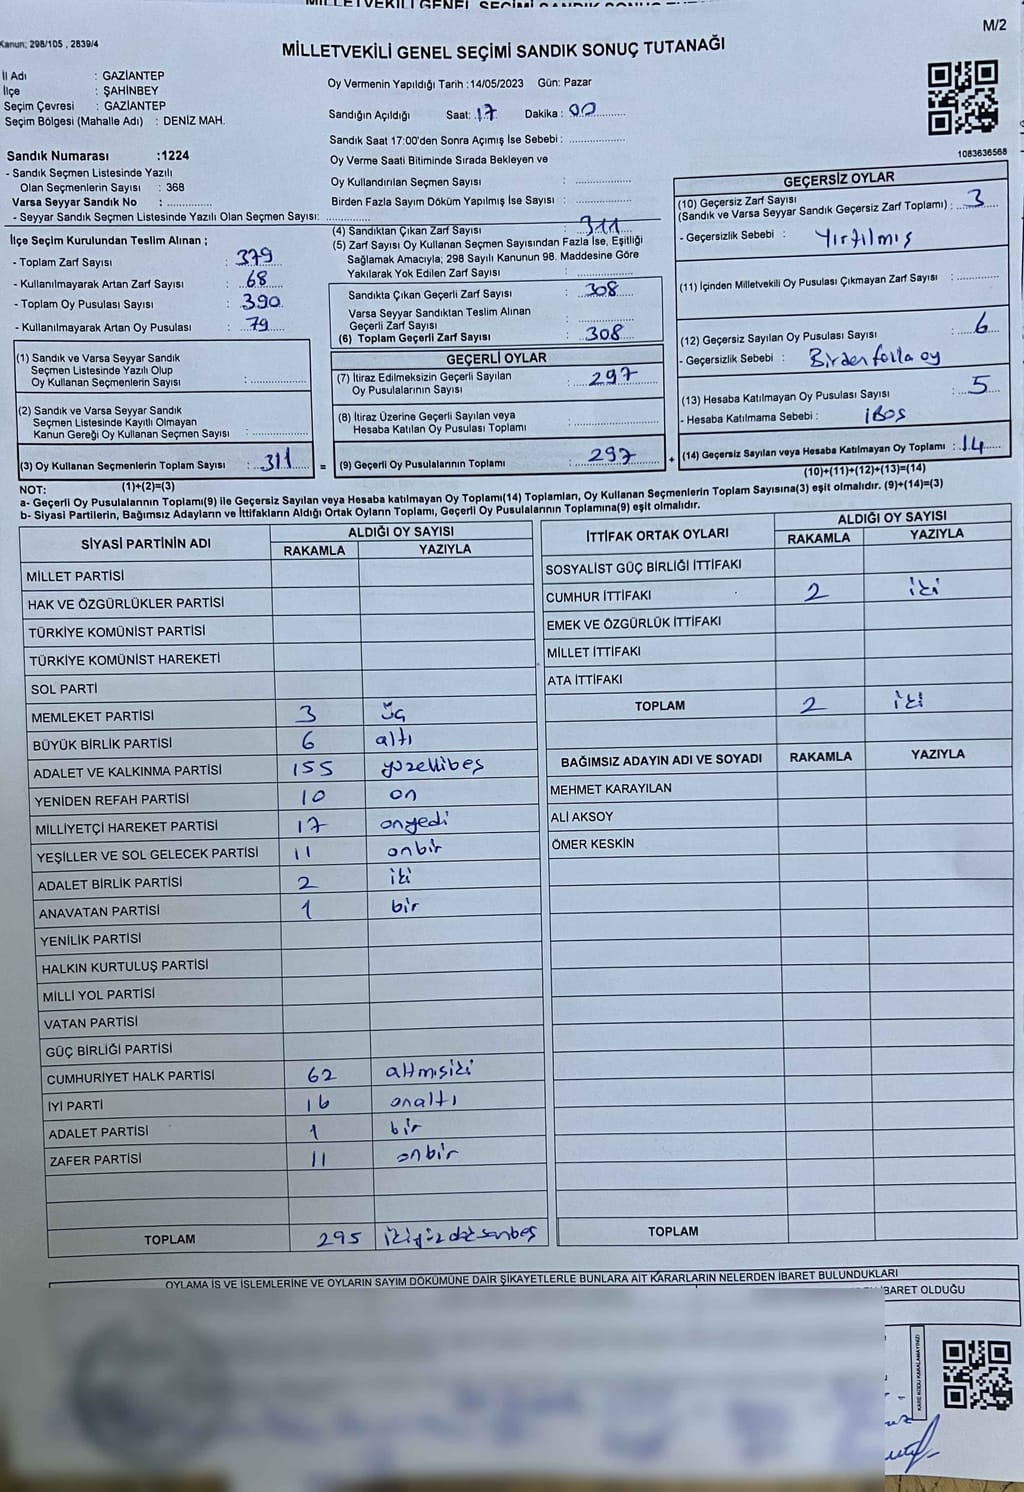 M/2
Kanun; 298/105 , 2839/4
MİLLETVEKİLİ GENEL SEÇİMİ SANDIK SONUÇ TUTANAĞI
İl Adı : GAZİANTEP
İlçe : ŞAHİNBEY
Seçim Çevresi : GAZİANTEP
Seçim Bölgesi (Mahalle Adı) : DENİZ MAH.
Sandık Numarası :1224
- Sandık Seçmen Listesinde Yazılı
Olan Seçmenlerin Sayısı : 368
Varsa Seyyar Sandık No : ..............
- Seyyar Sandık Seçmen Listesinde Yazılı Olan Seçmen Sayısı: ..............
Oy Vermenin Yapıldığı Tarih :14/05/2023 Gün: Pazar
Sandığın Açıldığı Saat: 17 Dakika : 00
Sandık Saat 17:00'den Sonra Açımış İse Sebebi : ..............
Oy Verme Saati Bitiminde Sırada Bekleyen ve
Oy Kullandırılan Seçmen Sayısı : ..............
Birden Fazla Sayım Döküm Yapılmış İse Sayısı : ..............
1083636568
İlçe Seçim Kurulundan Teslim Alınan ;
- Toplam Zarf Sayısı : 379
- Kullanılmayarak Artan Zarf Sayısı : 68
- Toplam Oy Pusulası Sayısı : 390
- Kullanılmayarak Artan Oy Pusulası : 79
(1) Sandık ve Varsa Seyyar Sandık
Seçmen Listesinde Yazılı Olup
Oy Kullanan Seçmenlerin Sayısı : ..............
(2) Sandık ve Varsa Seyyar Sandık
Seçmen Listesinde Kayıtlı Olmayan
Kanun Gereği Oy Kullanan Seçmen Sayısı : ..............
(3) Oy Kullanan Seçmenlerin Toplam Sayısı : 311 =
(1)+(2)=(3)
(4) Sandıktan Çıkan Zarf Sayısı : 311
(5) Zarf Sayısı Oy Kullanan Seçmen Sayısından Fazla İse, Eşitliği
Sağlamak Amacıyla; 298 Sayılı Kanunun 98. Maddesine Göre
Yakılarak Yok Edilen Zarf Sayısı : ..............
Sandıkta Çıkan Geçerli Zarf Sayısı : 308
Varsa Seyyar Sandıktan Teslim Alınan
Geçerli Zarf Sayısı : ..............
(6) Toplam Geçerli Zarf Sayısı : 308
GEÇERLİ OYLAR
(7) İtiraz Edilmeksizin Geçerli Sayılan
Oy Pusulalarının Sayısı : 297
(8) İtiraz Üzerine Geçerli Sayılan veya
Hesaba Katılan Oy Pusulası Toplamı : ..............
(9) Geçerli Oy Pusulalarının Toplamı : 297 +
GEÇERSİZ OYLAR
(10) Geçersiz Zarf Sayısı
(Sandık ve Varsa Seyyar Sandık Geçersiz Zarf Toplamı) : 3
- Geçersizlik Sebebi : Yırtılmış
(11) İçinden Milletvekili Oy Pusulası Çıkmayan Zarf Sayısı : ..............
(12) Geçersiz Sayılan Oy Pusulası Sayısı : 6
- Geçersizlik Sebebi : Birden fazla oy
(13) Hesaba Katılmayan Oy Pusulası Sayısı : 5
- Hesaba Katılmama Sebebi : BOŞ
(14) Geçersiz Sayılan veya Hesaba Katılmayan Oy Toplamı : 14
(10)+(11)+(12)+(13)=(14)
NOT:
a- Geçerli Oy Pusulalarının Toplamı(9) ile Geçersiz Sayılan veya Hesaba katılmayan Oy Toplamı(14) Toplamları, Oy Kullanan Seçmenlerin Toplam Sayısına(3) eşit olmalıdır. (9)+(14)=(3)
b- Siyasi Partilerin, Bağımsız Adayların ve İttifakların Aldığı Ortak Oyların Toplamı, Geçerli Oy Pusulalarının Toplamına(9) eşit olmalıdır.
SİYASİ PARTİNİN ADI ALDIĞI OY SAYISI
RAKAMLA YAZIYLA
MİLLET PARTİSİ
HAK VE ÖZGÜRLÜKLER PARTİSİ
TÜRKİYE KOMÜNİST PARTİSİ
TÜRKİYE KOMÜNİST HAREKETİ
SOL PARTİ
MEMLEKET PARTİSİ 3 üç
BÜYÜK BİRLİK PARTİSİ 6 altı
ADALET VE KALKINMA PARTİSİ 155 yüzellibeş
YENİDEN REFAH PARTİSİ 10 on
MİLLİYETÇİ HAREKET PARTİSİ 17 onyedi
YEŞİLLER VE SOL GELECEK PARTİSİ 11 onbir
ADALET BİRLİK PARTİSİ 2 iki
ANAVATAN PARTİSİ 1 bir
YENİLİK PARTİSİ
HALKIN KURTULUŞ PARTİSİ
MİLLİ YOL PARTİSİ
VATAN PARTİSİ
GÜÇ BİRLİĞİ PARTİSİ
CUMHURİYET HALK PARTİSİ 62 altmışiki
İYİ PARTİ 16 onaltı
ADALET PARTİSİ 1 bir
ZAFER PARTİSİ 11 onbir
TOPLAM 295 ikiyüzdoksanbeş
İTTİFAK ORTAK OYLARI ALDIĞI OY SAYISI
RAKAMLA YAZIYLA
SOSYALİST GÜÇ BİRLİĞİ İTTİFAKI
CUMHUR İTTİFAKI 2 iki
EMEK VE ÖZGÜRLÜK İTTİFAKI
MİLLET İTTİFAKI
ATA İTTİFAKI
TOPLAM 2 iki
BAĞIMSIZ ADAYIN ADI VE SOYADI RAKAMLA YAZIYLA
MEHMET KARAYILAN
ALİ AKSOY
ÖMER KESKİN
TOPLAM
OYLAMA İŞ VE İŞLEMLERİNE VE OYLARIN SAYIM DÖKÜMÜNE DAİR ŞİKAYETLERLE BUNLARA AİT KARARLARIN NELERDEN İBARET BULUNDUKLARI
İBARET OLDUĞU
KARE KODU KARALAMAYINIZ!